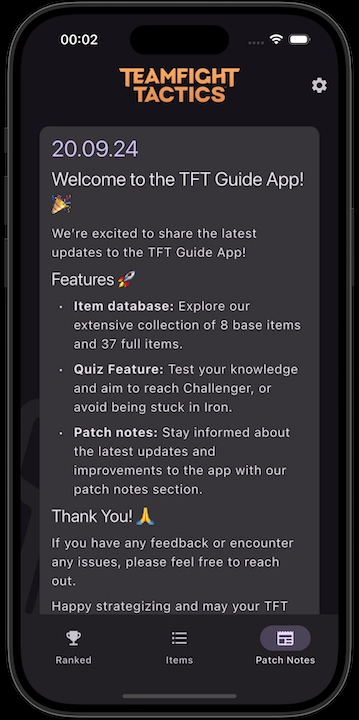 00:02
TEAMFIGHT
TACTICS
20.09.24
Welcome to the TFT Guide App!
🎉
We're excited to share the latest
updates to the TFT Guide App!
Features 🚀
· Item database: Explore our
extensive collection of 8 base items
and 37 full items.
· Quiz Feature: Test your knowledge
and aim to reach Challenger, or
avoid being stuck in Iron.
· Patch notes: Stay informed about
the latest updates and
improvements to the app with our
patch notes section.
Thank You! 🙏
If you have any feedback or encounter
any issues, please feel free to reach
out.
Happy strategizing and may your TFT
Ranked
Items
Patch Notes